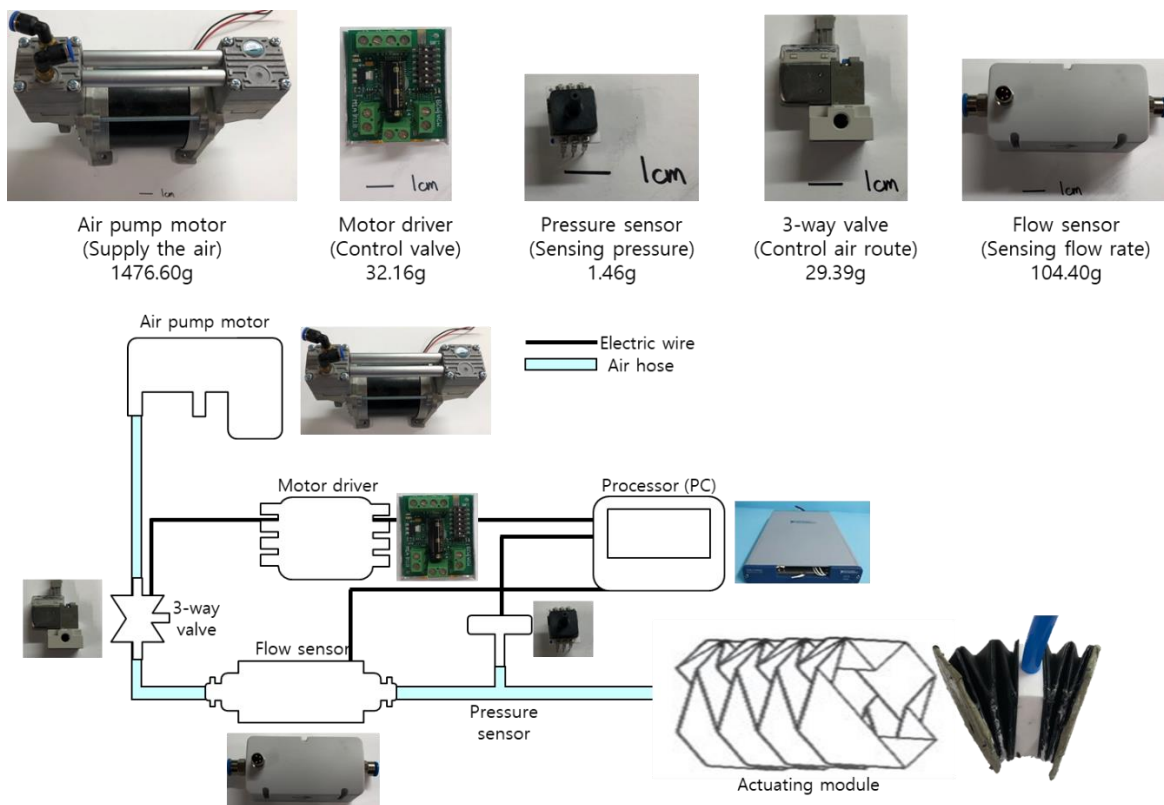 1cm
1cm
1cm
1cm
1cm
Air pump motor
(Supply the air)
1476.60g
Motor driver
(Control valve)
32.16g
Pressure sensor
(Sensing pressure)
1.46g
3-way valve
(Control air route)
29.39g
Flow sensor
(Sensing flow rate)
104.40g
Air pump motor
Electric wire
Air hose
Motor driver
Processor (PC)
3-way
valve
Flow sensor
Pressure
sensor
Actuating module